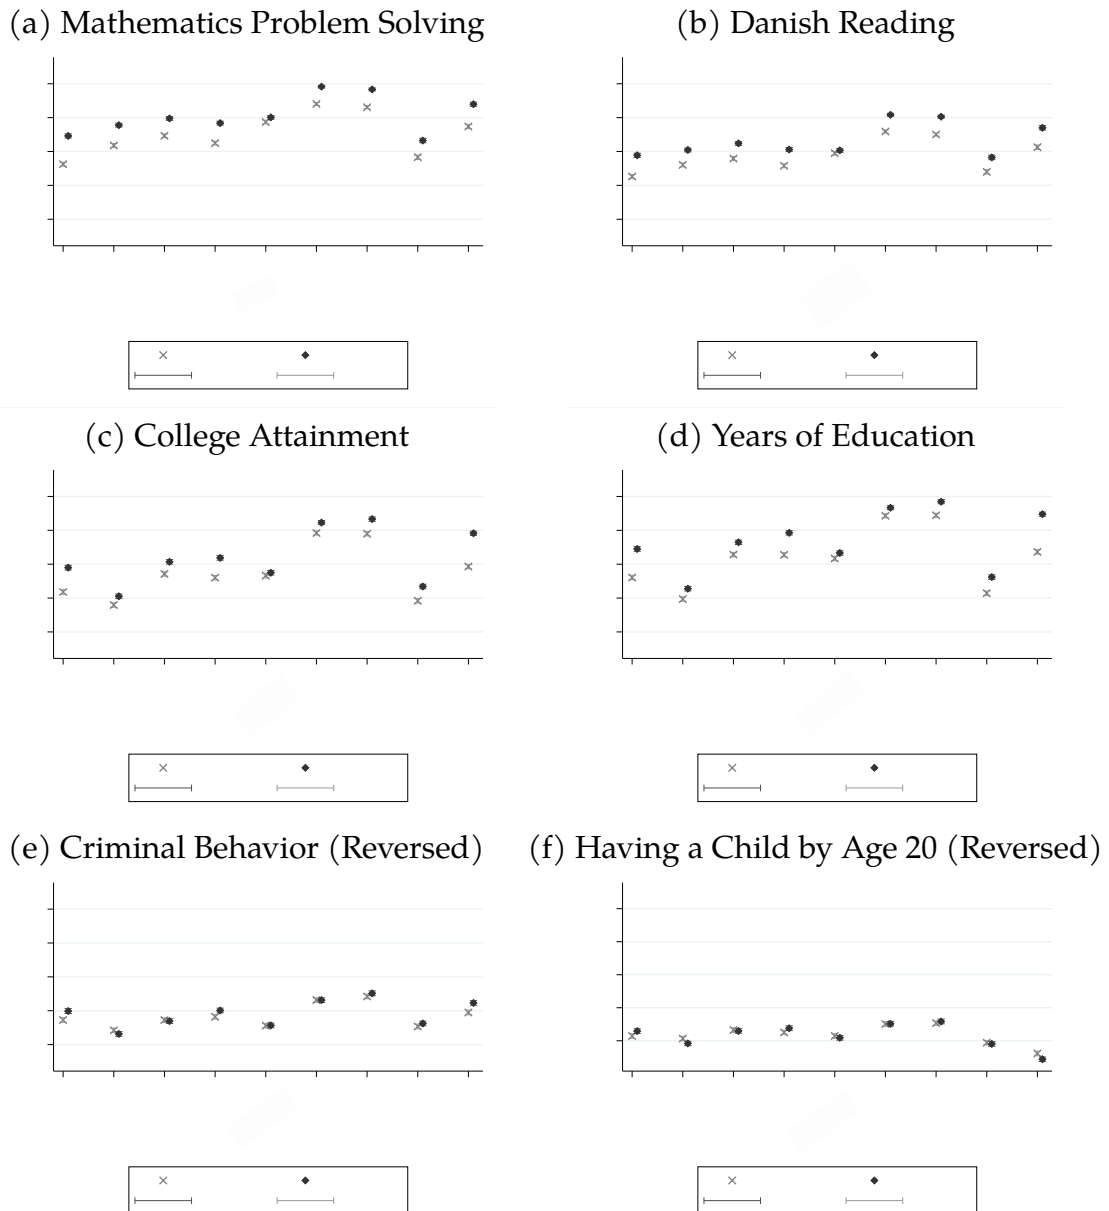 (a) Mathematics Problem Solving
(b) Danish Reading
(c) College Attainment
(d) Years of Education
(e) Criminal Behavior (Reversed)
(f) Having a Child by Age 20 (Reversed)